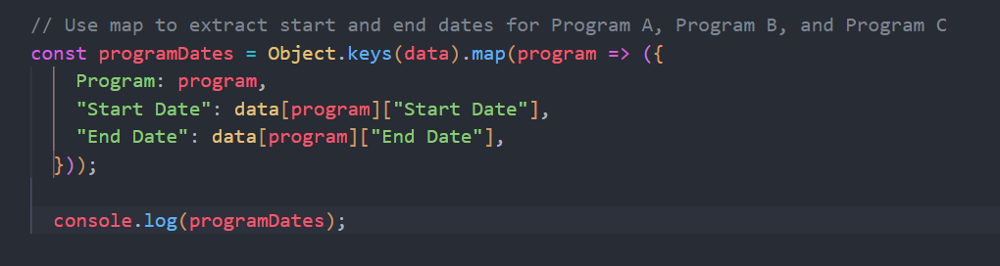 // Use map to extract start and end dates for Program A, Program B, and Program C
const programDates = Object.keys(data).map(program => ({
    Program: program,
    "Start Date": data[program]["Start Date"],
    "End Date": data[program]["End Date"],
  }));
  console.log(programDates);